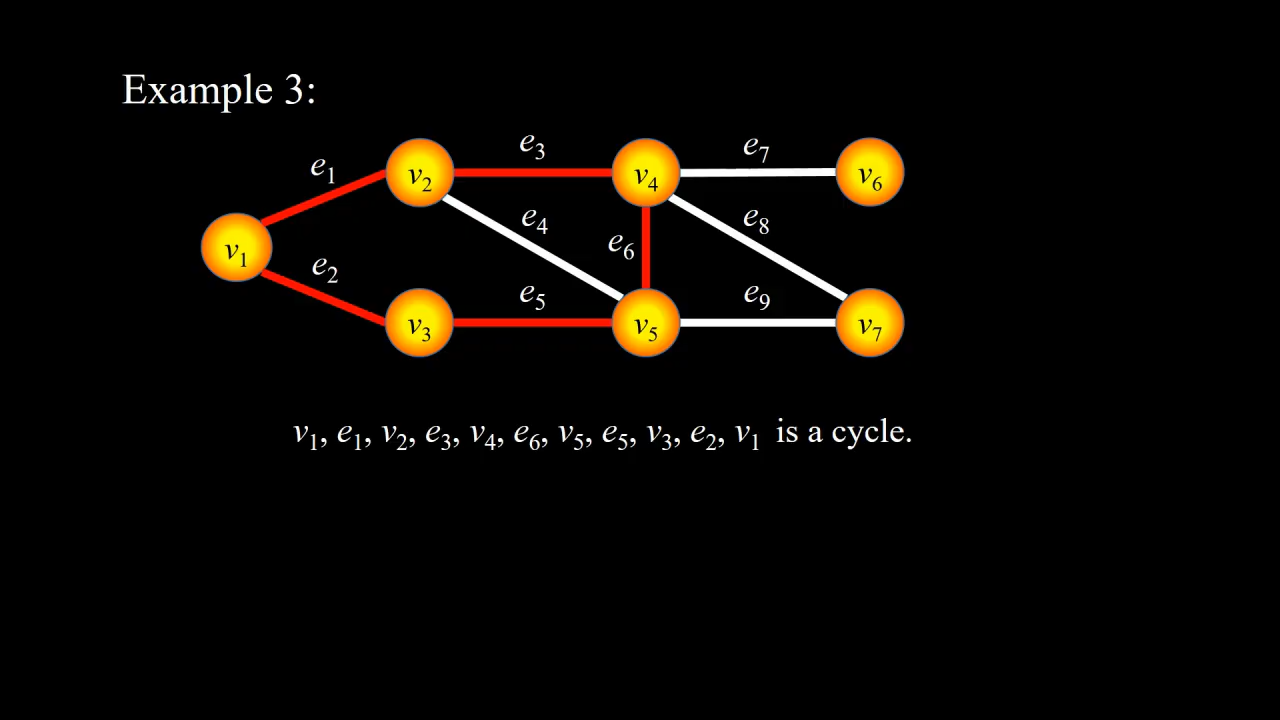 Example 3:
e₁ e₃ e₇
v₂ v₄ v₆
e₄ e₈
v₁ e₆
e₂ e₅ e₉
v₃ v₅ v₇
v₁, e₁, v₂, e₃, v₄, e₆, v₅, e₅, v₃, e₂, v₁ is a cycle.